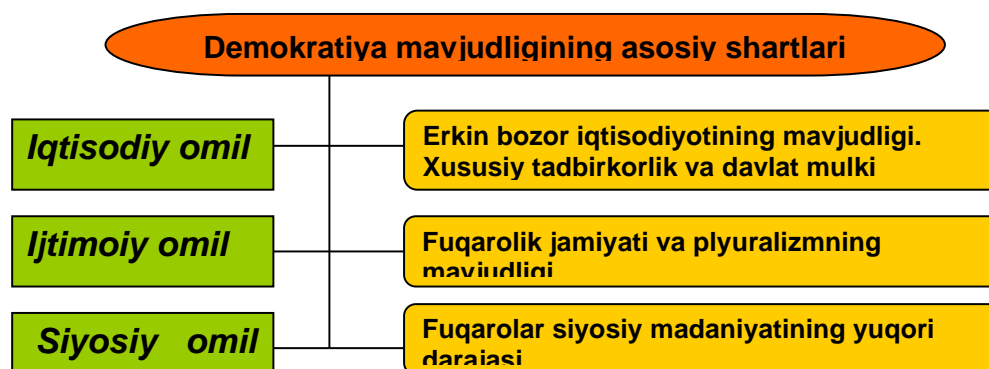 Demokratiya mavjudligining asosiy shartlari
Iqtisodiy omil
Erkin bozor iqtisodiyotining mavjudligi.
Xususiy tadbirkorlik va davlat mulki
Ijtimoiy omil
Fuqarolik jamiyati va plyuralizmning
mavjudligi
Siyosiy omil
Fuqarolar siyosiy madaniyatining yuqori
darajasi